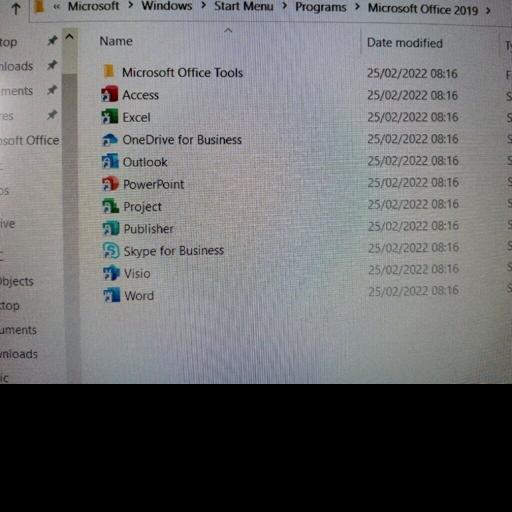 « Microsoft > Windows > Start Menu > Programs > Microsoft Office 2019 >
Name Date modified
Microsoft Office Tools 25/02/2022 08:16
Access 25/02/2022 08:16
Excel 25/02/2022 08:16
OneDrive for Business 25/02/2022 08:16
Outlook 25/02/2022 08:16
PowerPoint 25/02/2022 08:16
Project 25/02/2022 08:16
Publisher 25/02/2022 08:16
Skype for Business 25/02/2022 08:16
Visio 25/02/2022 08:16
Word 25/02/2022 08:16
top
nloads
ments
res
osoft Office
os
ive
Objects
top
uments
nloads
ic